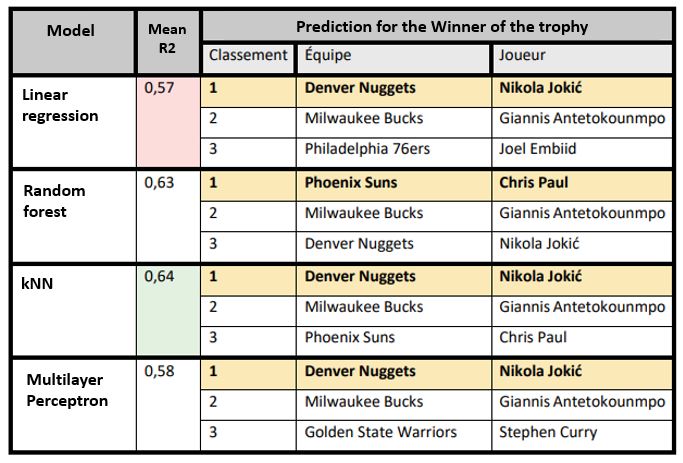 Model Mean R2 Prediction for the Winner of the trophy
Classement Équipe Joueur
Linear regression 0,57 1 Denver Nuggets Nikola Jokić
2 Milwaukee Bucks Giannis Antetokounmpo
3 Philadelphia 76ers Joel Embiid
Random forest 0,63 1 Phoenix Suns Chris Paul
2 Milwaukee Bucks Giannis Antetokounmpo
3 Denver Nuggets Nikola Jokić
kNN 0,64 1 Denver Nuggets Nikola Jokić
2 Milwaukee Bucks Giannis Antetokounmpo
3 Phoenix Suns Chris Paul
Multilayer Perceptron 0,58 1 Denver Nuggets Nikola Jokić
2 Milwaukee Bucks Giannis Antetokounmpo
3 Golden State Warriors Stephen Curry